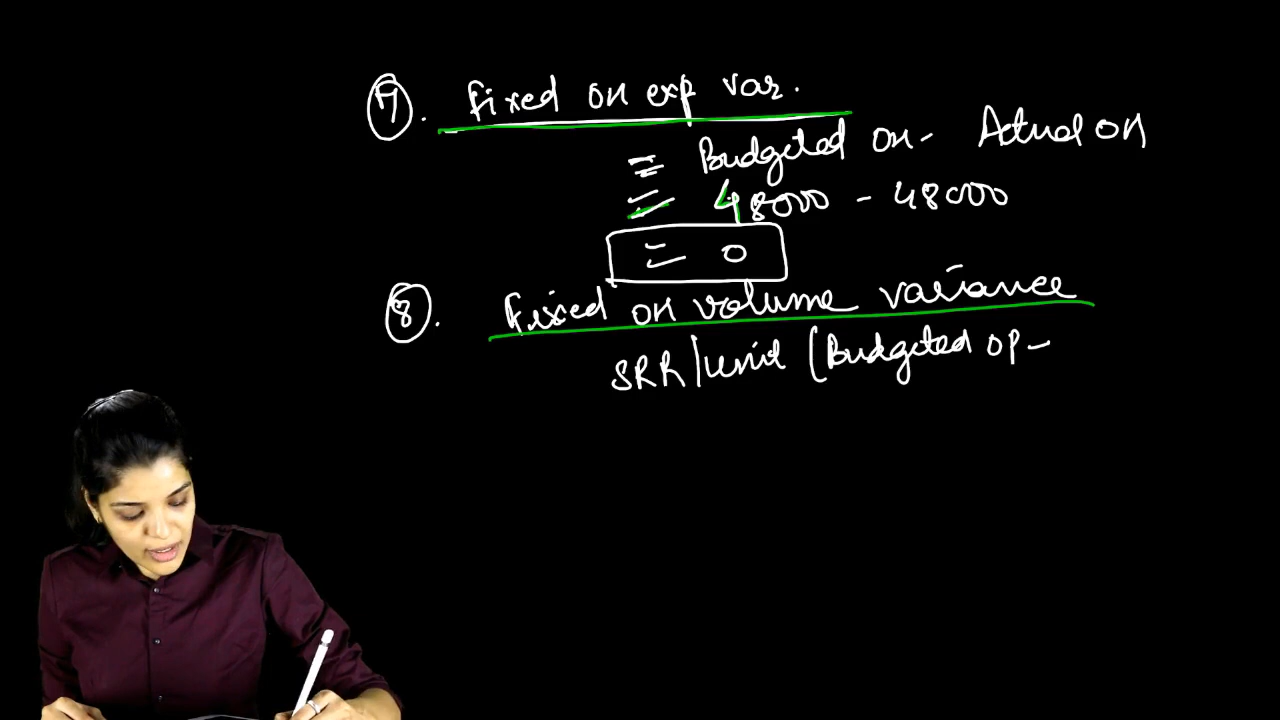 7. Fixed OH exp var.
= Budgeted OH - Actual OH
= 48000 - 48000
= 0
8. Fixed OH volume variance
SRR/unit (Budgeted OP -